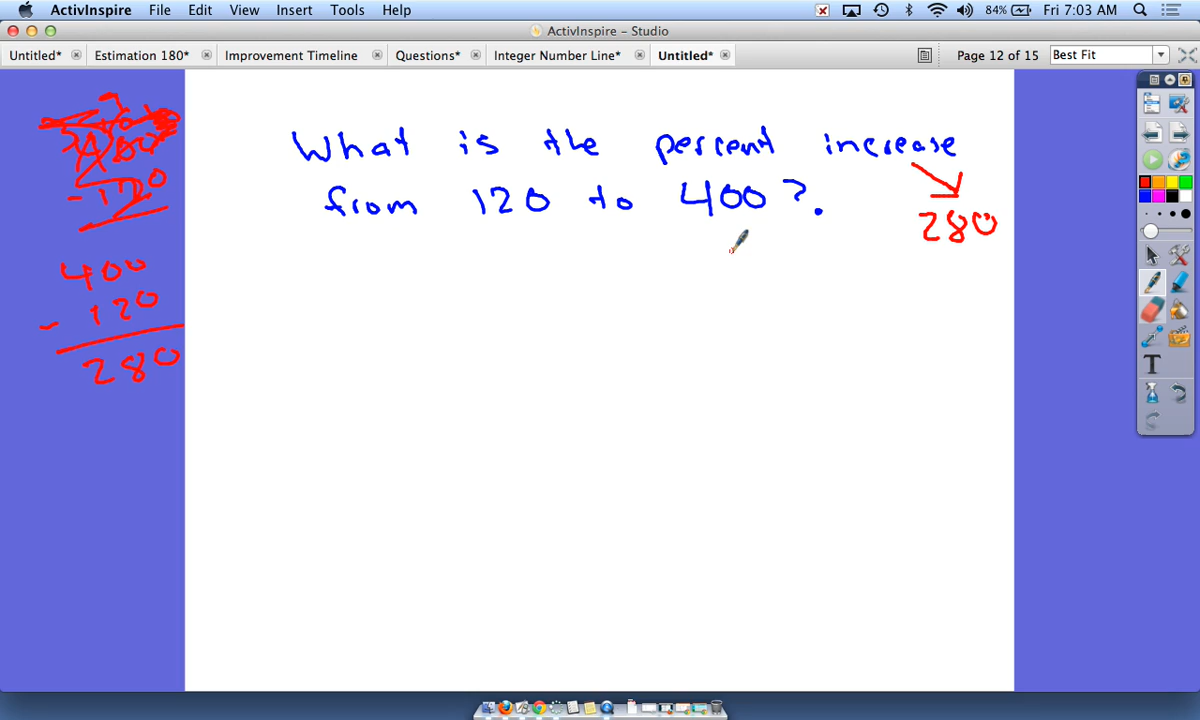 ActivInspire File Edit View Insert Tools Help 84% Fri 7:03 AM
ActivInspire – Studio
Untitled* Estimation 180* Improvement Timeline Questions* Integer Number Line* Untitled* Page 12 of 15 Best Fit
What is the percent increase
from 120 to 400?.
280
-120
400
- 120
280
T